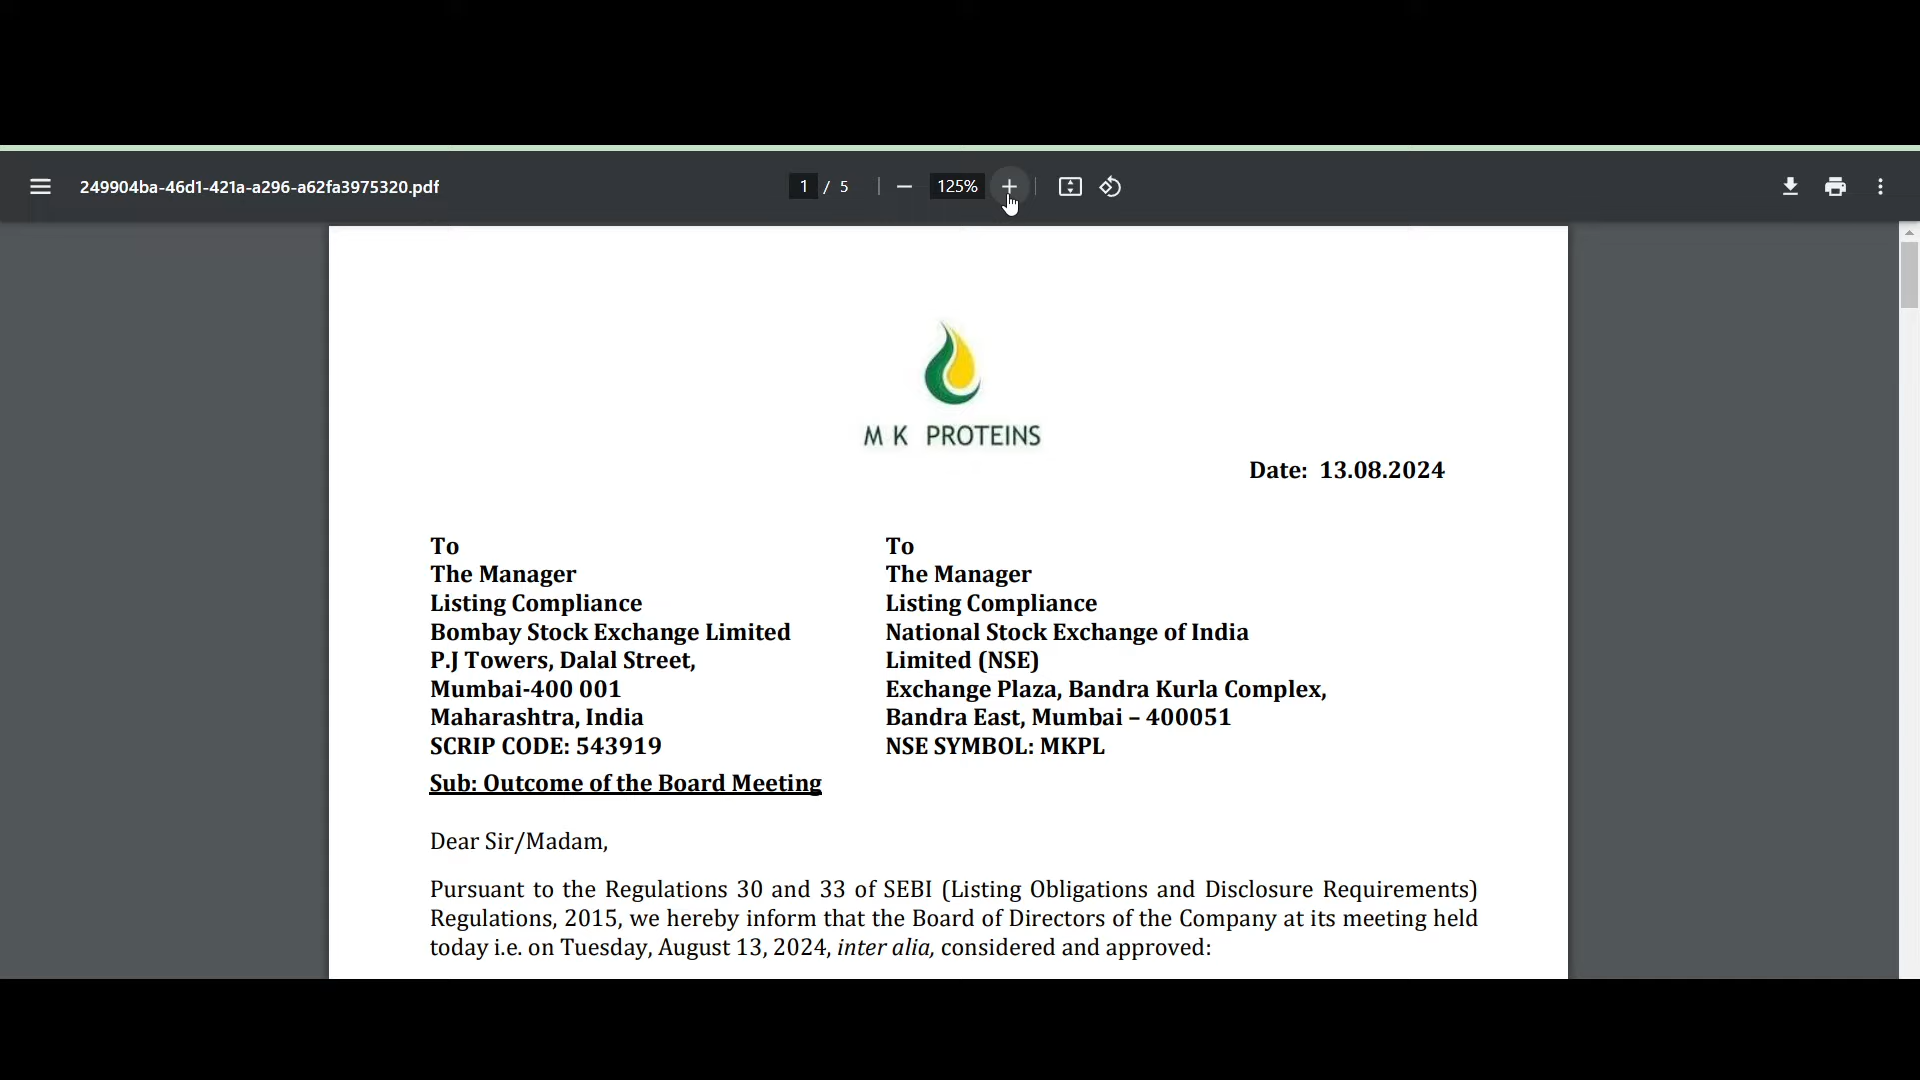 249904ba-46d1-421a-a296-a62fa3975320.pdf
1 / 5
125%
M K PROTEINS
Date: 13.08.2024
To
The Manager
Listing Compliance
Bombay Stock Exchange Limited
P.J Towers, Dalal Street,
Mumbai-400 001
Maharashtra, India
SCRIP CODE: 543919
To
The Manager
Listing Compliance
National Stock Exchange of India
Limited (NSE)
Exchange Plaza, Bandra Kurla Complex,
Bandra East, Mumbai – 400051
NSE SYMBOL: MKPL
Sub: Outcome of the Board Meeting
Dear Sir/Madam,
Pursuant to the Regulations 30 and 33 of SEBI (Listing Obligations and Disclosure Requirements)
Regulations, 2015, we hereby inform that the Board of Directors of the Company at its meeting held
today i.e. on Tuesday, August 13, 2024, inter alia, considered and approved: